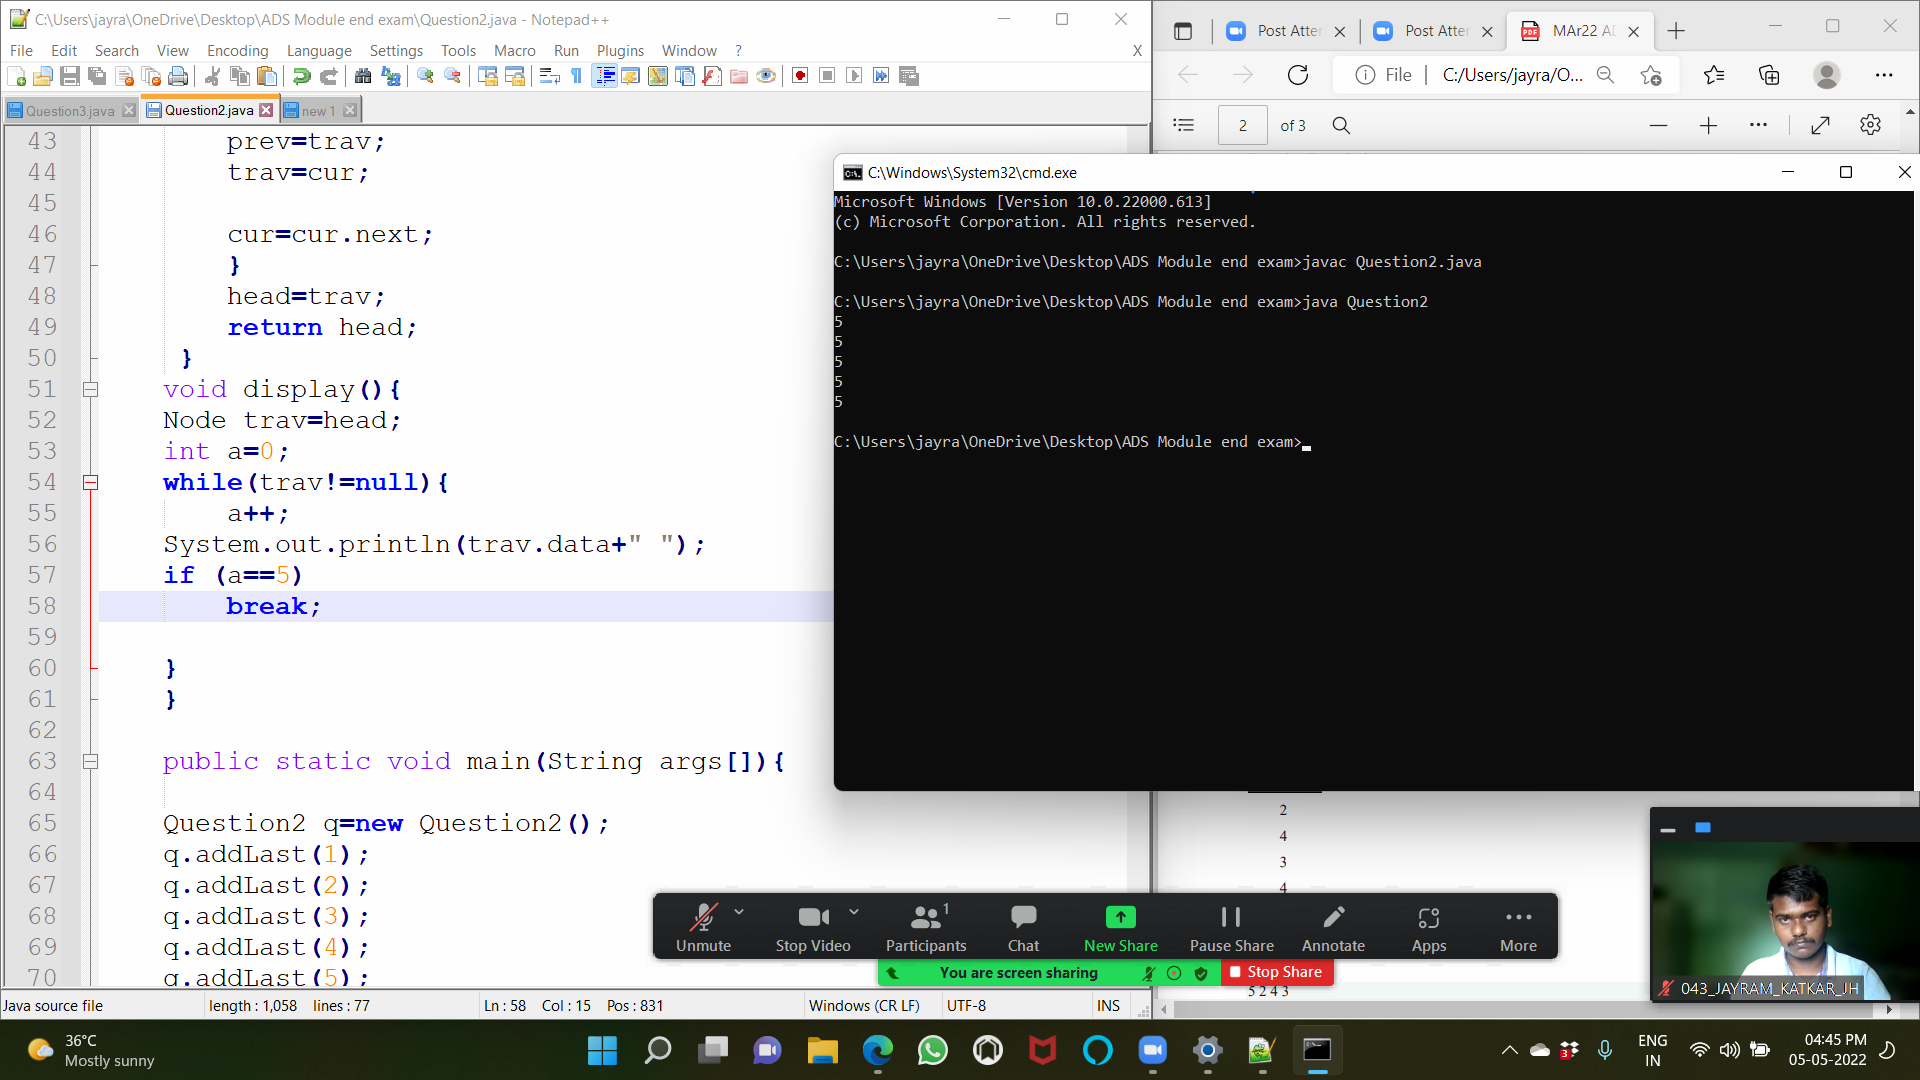 C:\Users\jayra\OneDrive\Desktop\ADS Module end exam\Question2.java - Notepad++
File Edit Search View Encoding Language Settings Tools Macro Run Plugins Window ? X
Question3.java Question2.java new 1
43 prev=trav;
44 trav=cur;
45
46 cur=cur.next;
47 }
48 head=trav;
49 return head;
50 }
51 void display(){
52 Node trav=head;
53 int a=0;
54 while(trav!=null){
55 a++;
56 System.out.println(trav.data+" ");
57 if (a==5)
58 break;
59
60 }
61 }
62
63 public static void main(String args[]){
64
65 Question2 q=new Question2();
66 q.addLast(1);
67 q.addLast(2);
68 q.addLast(3);
69 q.addLast(4);
70 q.addLast(5);
Java source file length : 1,058 lines : 77 Ln : 58 Col : 15 Pos : 831 Windows (CR LF) UTF-8 INS
Post Atter Post Atter MAr22 AD
File C:/Users/jayra/O...
2 of 3
C:\Windows\System32\cmd.exe
Microsoft Windows [Version 10.0.22000.613]
(c) Microsoft Corporation. All rights reserved.
C:\Users\jayra\OneDrive\Desktop\ADS Module end exam>javac Question2.java
C:\Users\jayra\OneDrive\Desktop\ADS Module end exam>java Question2
5
5
5
5
5
C:\Users\jayra\OneDrive\Desktop\ADS Module end exam>
2
4
3
4
5 2 4 3
Unmute Stop Video Participants 1 Chat New Share Pause Share Annotate Apps More
You are screen sharing Stop Share
043_JAYRAM_KATKAR_JH
36°C
Mostly sunny
3
3
ENG
IN
04:45 PM
05-05-2022